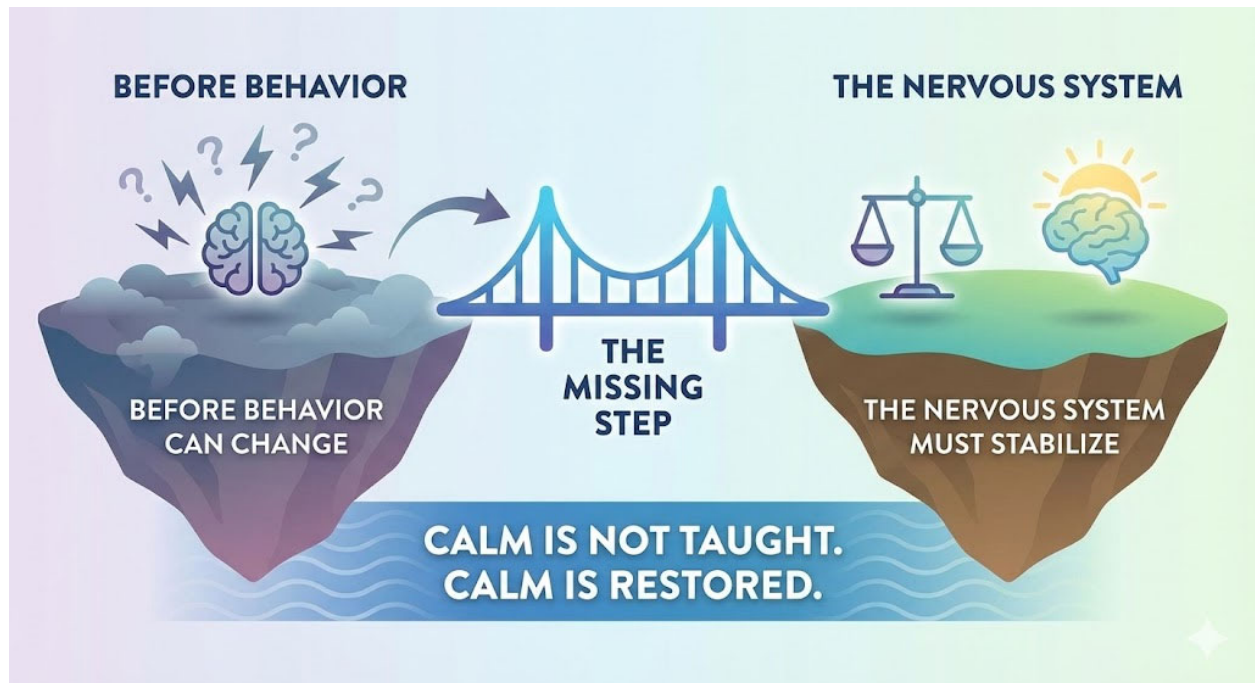 BEFORE BEHAVIOR
THE NERVOUS SYSTEM
THE
MISSING
STEP
BEFORE BEHAVIOR
CAN CHANGE
THE NERVOUS SYSTEM
MUST STABILIZE
CALM IS NOT TAUGHT.
CALM IS RESTORED.